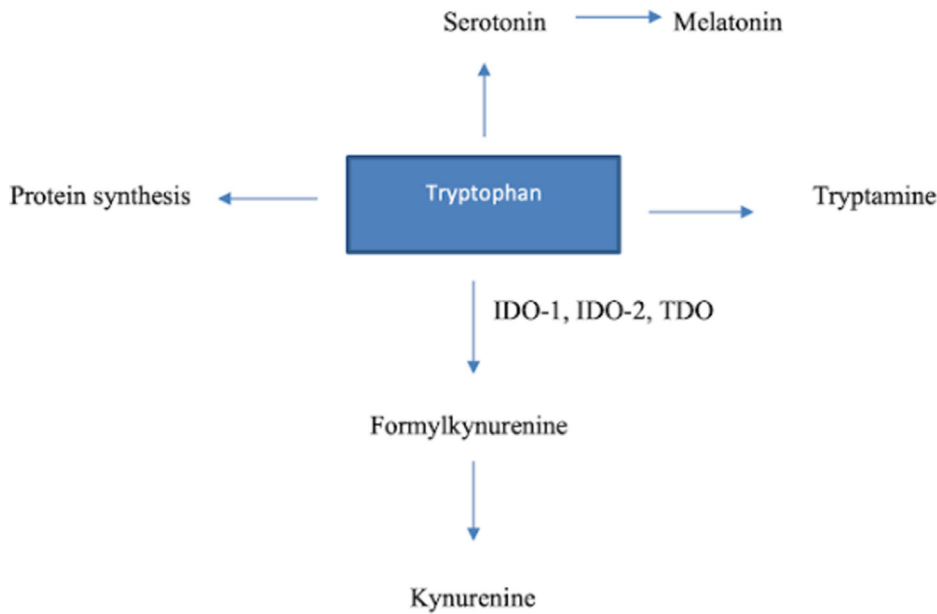 Serotonin
Melatonin
Protein synthesis
Tryptophan
Tryptamine
IDO-1, IDO-2, TDO
Formylkynurenine
Kynurenine